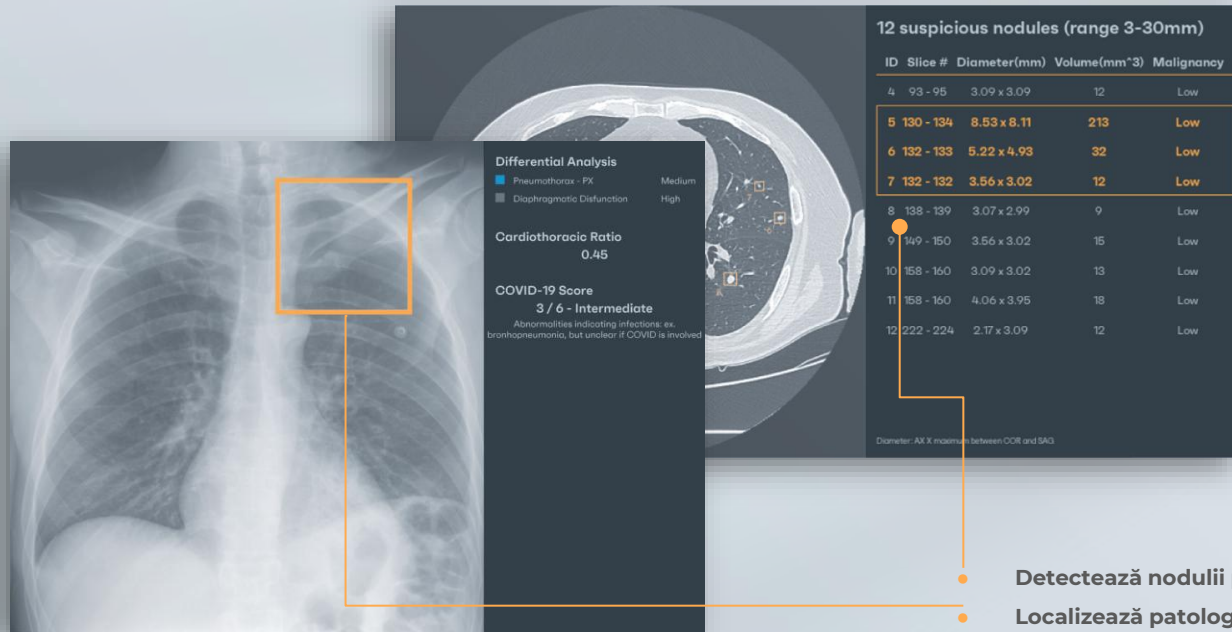 12 suspicious nodules (range 3-30mm)
ID Slice # Diameter(mm) Volume(mm^3) Malignancy
4 93 - 95 3.09 x 3.09 12 Low
5 130 - 134 8.53 x 8.11 213 Low
6 132 - 133 5.22 x 4.93 32 Low
7 132 - 132 3.56 x 3.02 12 Low
8 138 - 139 3.07 x 2.99 9 Low
9 149 - 150 3.56 x 3.02 15 Low
10 158 - 160 3.09 x 3.02 13 Low
11 158 - 160 4.06 x 3.95 18 Low
12 222 - 224 2.17 x 3.09 12 Low
Diameter: AX X maximum between COR and SAG
Differential Analysis
Pneumothorax - PX Medium
Diaphragmatic Disfunction High
Cardiothoracic Ratio
0.45
COVID-19 Score
3 / 6 - Intermediate
Abnormalities indicating infections: ex.
bronhopneumonia, but unclear if COVID is involved
Detectează nodulii
Localizează patolog